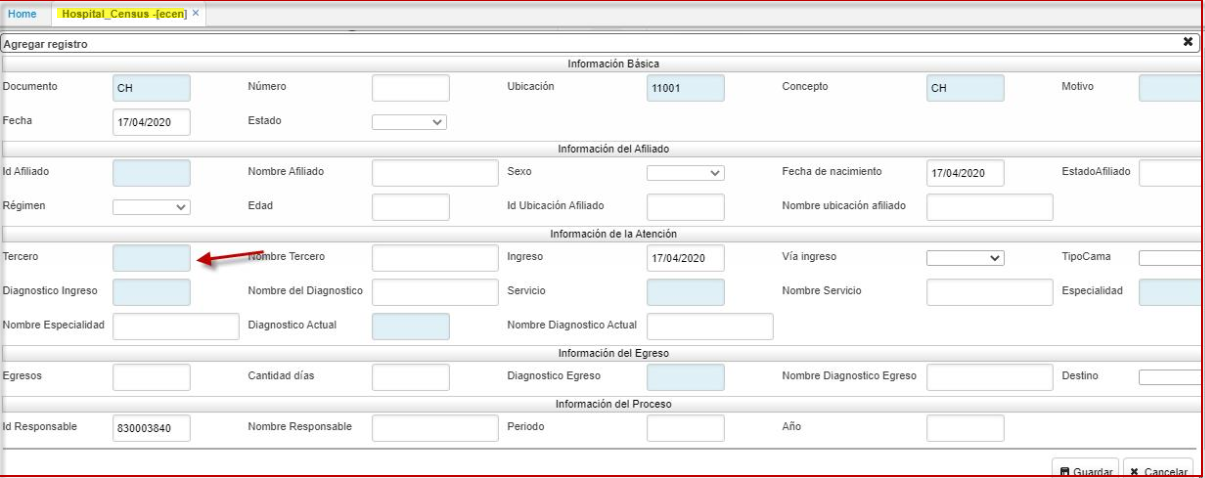 Home Hospital_Census -[ecen] ×
Agregar registro ✖
Información Básica
Documento CH Número Ubicación 11001 Concepto CH Motivo
Fecha 17/04/2020 Estado
Información del Afiliado
Id Afiliado Nombre Afiliado Sexo Fecha de nacimiento 17/04/2020 EstadoAfiliado
Régimen Edad Id Ubicación Afiliado Nombre ubicación afiliado
Información de la Atención
Tercero Nombre Tercero Ingreso 17/04/2020 Vía ingreso TipoCama
Diagnostico Ingreso Nombre del Diagnostico Servicio Nombre Servicio Especialidad
Nombre Especialidad Diagnostico Actual Nombre Diagnostico Actual
Información del Egreso
Egresos Cantidad días Diagnostico Egreso Nombre Diagnostico Egreso Destino
Información del Proceso
Id Responsable 830003840 Nombre Responsable Periodo Año
Guardar ✖ Cancelar